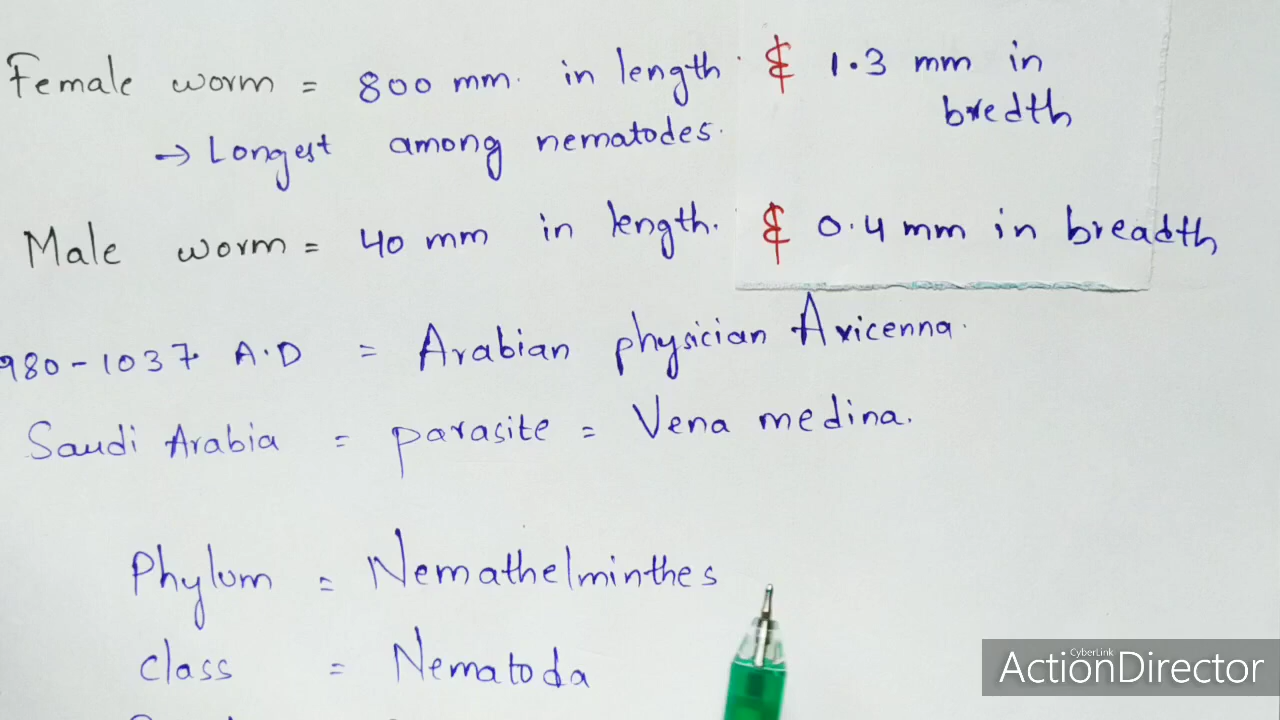 Female worm = 800 mm. in length. & 1.3 mm in
bredth
→ Longest among nematodes.
Male worm = 40 mm in length. & 0.4 mm in breadth
980-1037 A.D = Arabian physician Avicenna.
Saudi Arabia = parasite = Vena medina.
Phylum = Nemathelminthes
class = Nematoda
CyberLink
ActionDirector